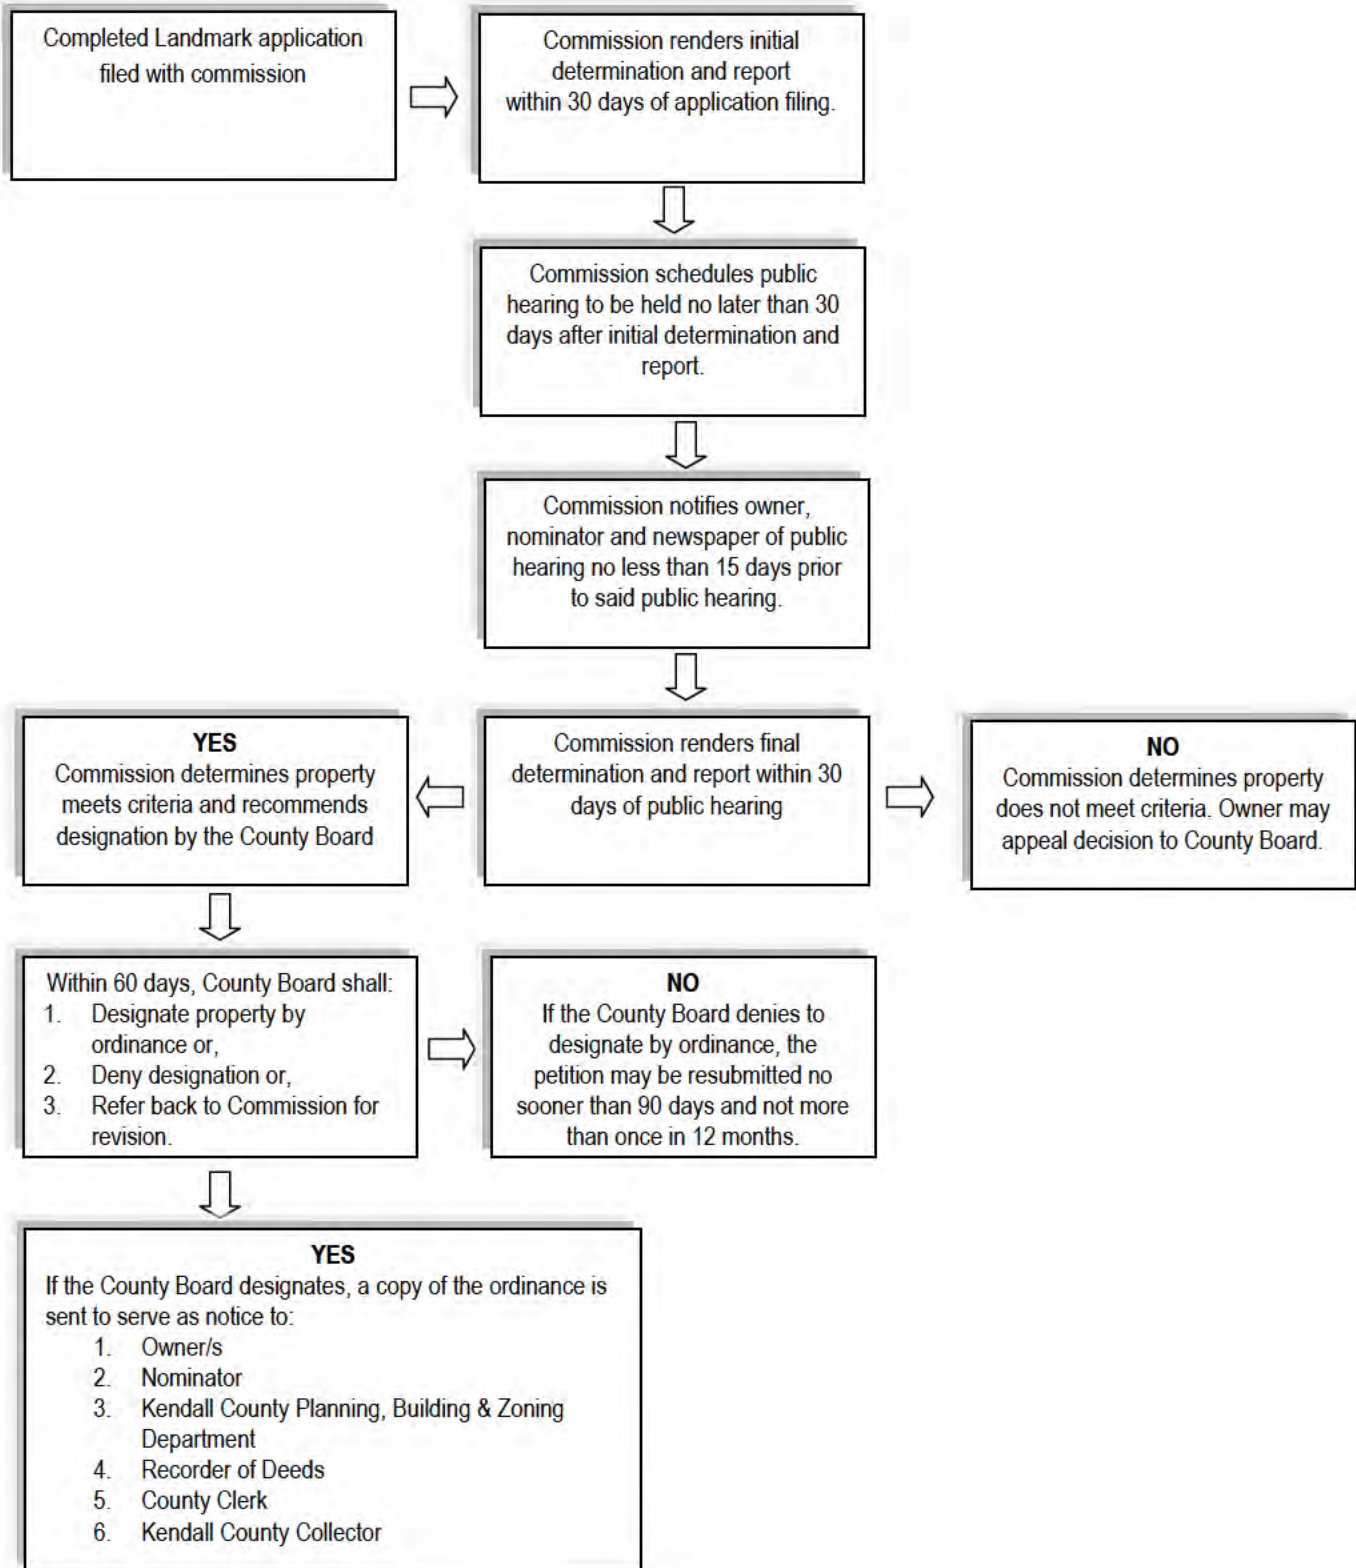 Completed Landmark application
filed with commission
Commission renders initial
determination and report
within 30 days of application filing.
Commission schedules public
hearing to be held no later than 30
days after initial determination and
report.
Commission notifies owner,
nominator and newspaper of public
hearing no less than 15 days prior
to said public hearing.
YES
Commission determines property
meets criteria and recommends
designation by the County Board
Commission renders final
determination and report within 30
days of public hearing
NO
Commission determines property
does not meet criteria. Owner may
appeal decision to County Board.
Within 60 days, County Board shall:
1. Designate property by
ordinance or,
2. Deny designation or,
3. Refer back to Commission for
revision.
NO
If the County Board denies to
designate by ordinance, the
petition may be resubmitted no
sooner than 90 days and not more
than once in 12 months.
YES
If the County Board designates, a copy of the ordinance is
sent to serve as notice to:
1. Owner/s
2. Nominator
3. Kendall County Planning, Building & Zoning
Department
4. Recorder of Deeds
5. County Clerk
6. Kendall County Collector